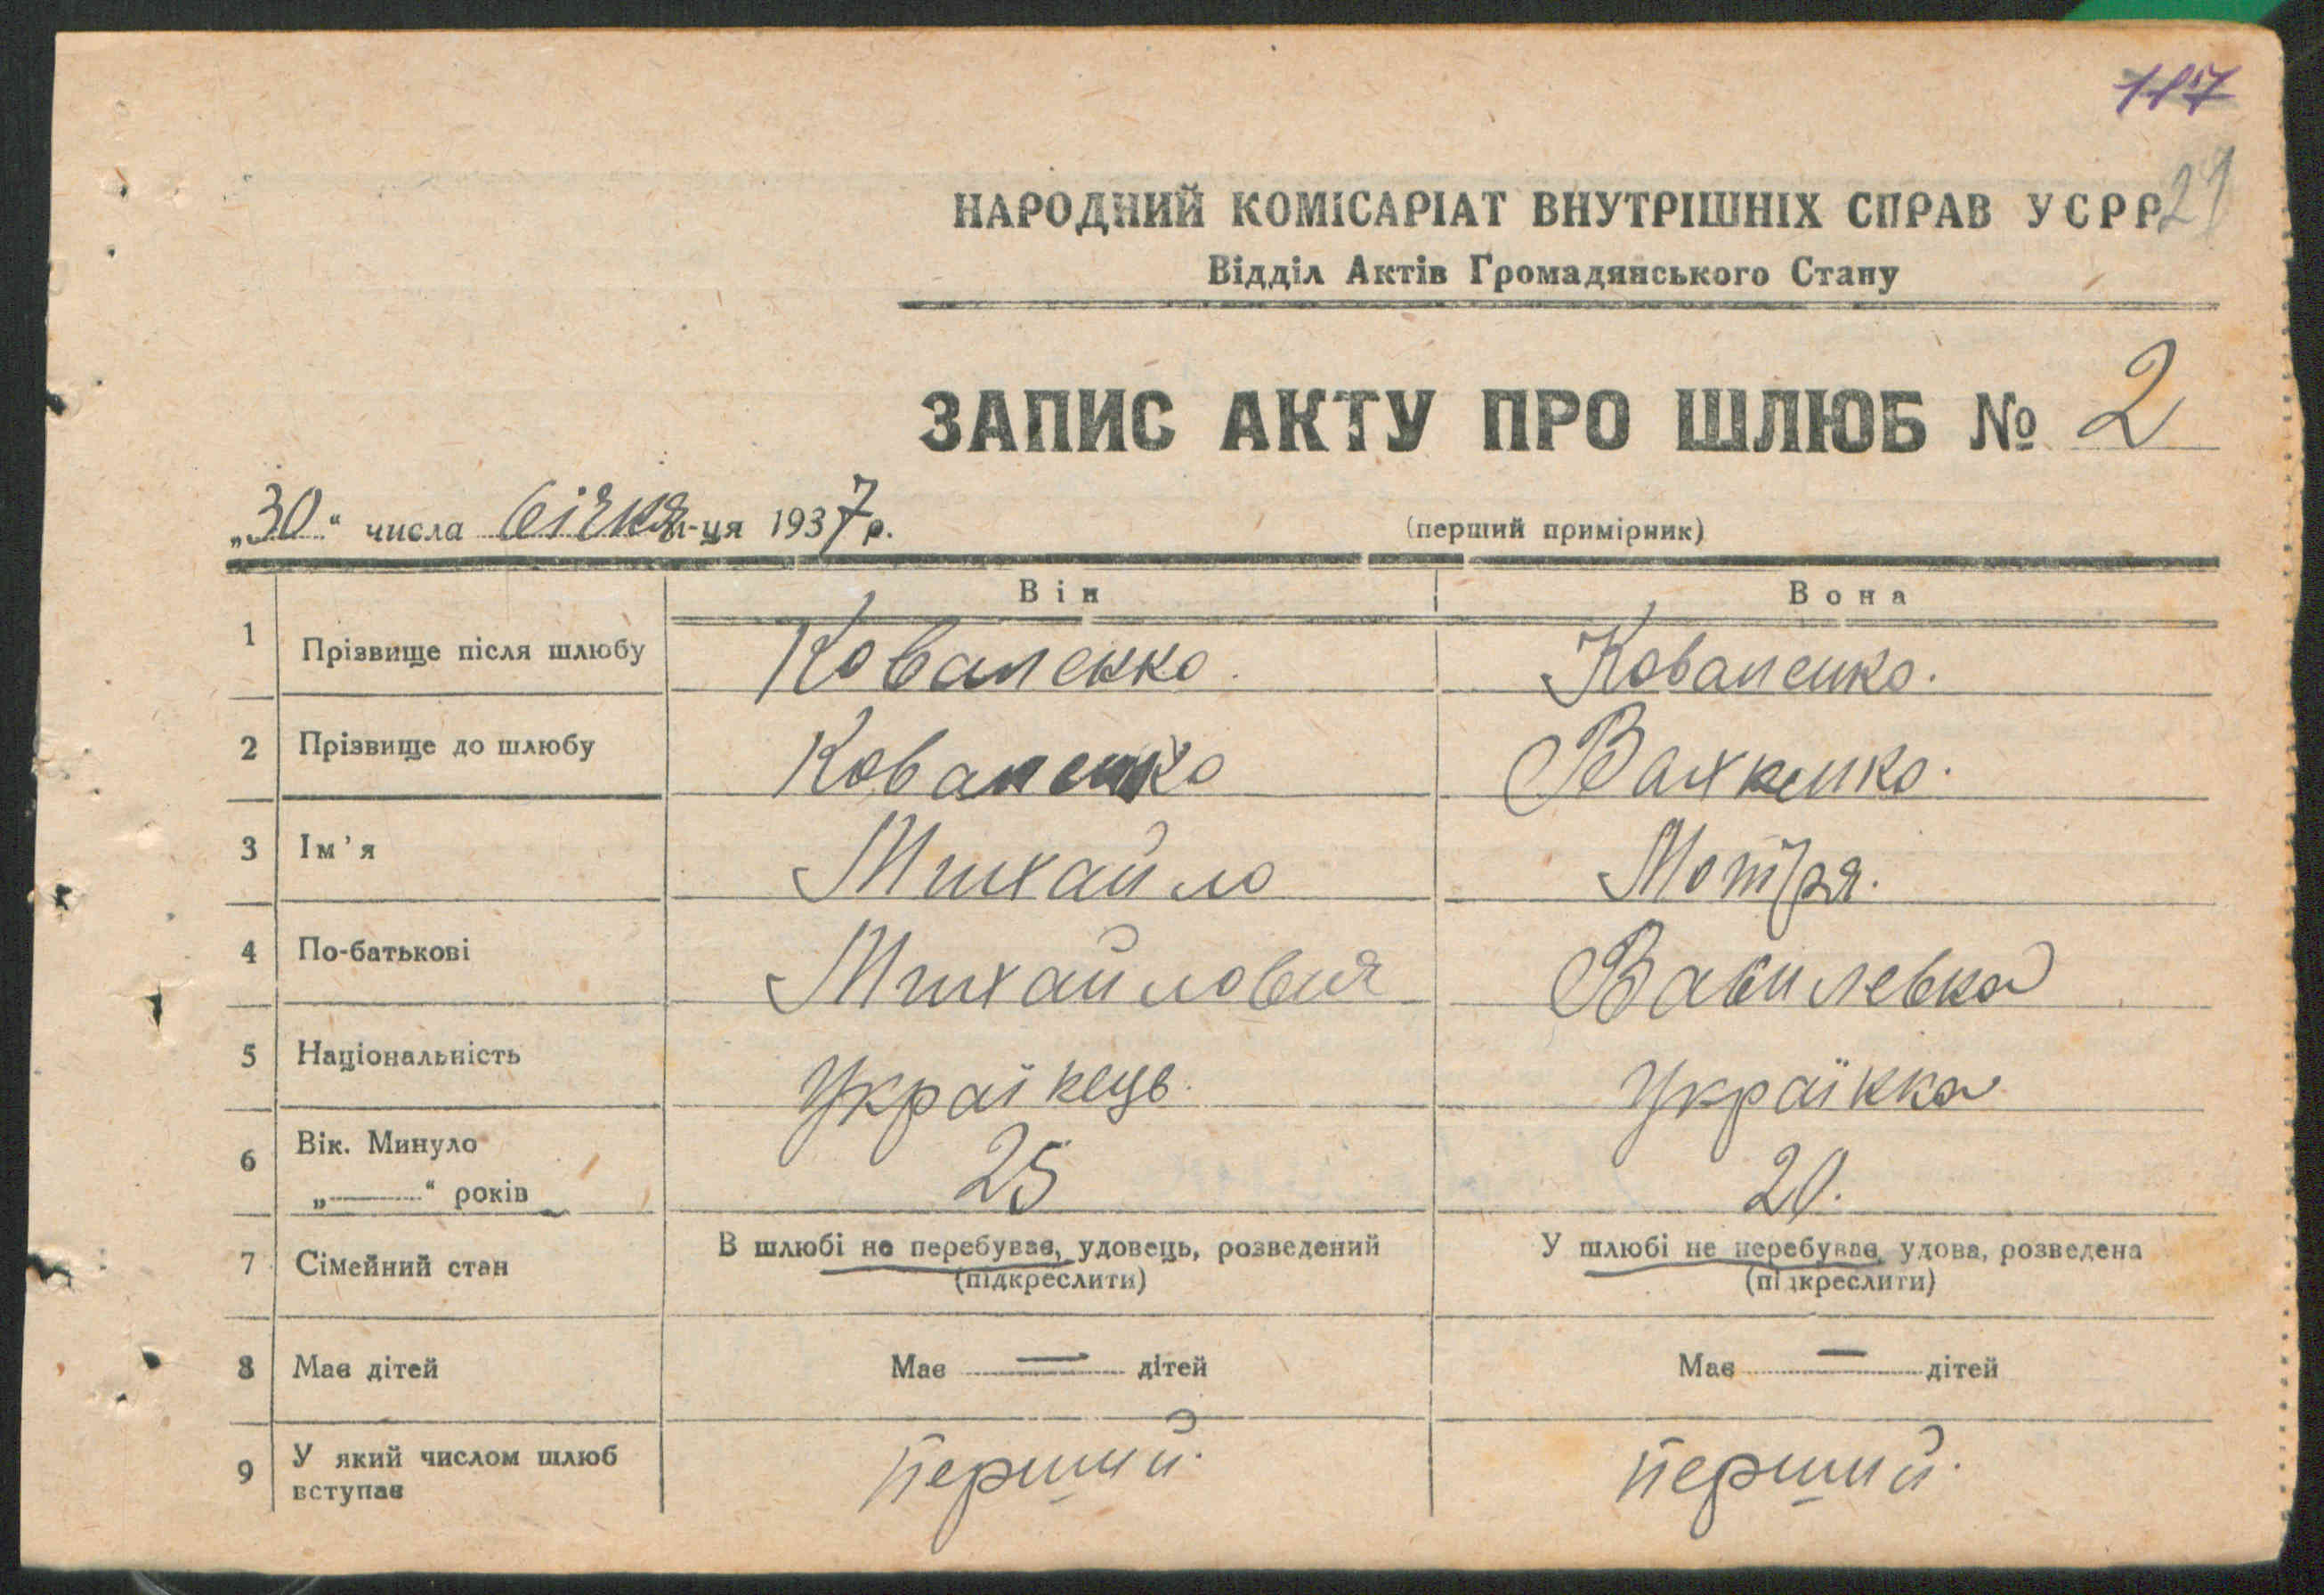 117
21
НАРОДНИЙ КОМІСАРІАТ ВНУТРІШНІХ СПРАВ УСРР
Відділ Актів Громадянського Стану
ЗАПИС АКТУ ПРО ШЛЮБ № 2
„30“ числа січня м-ця 1937 р.
(перший примірник)
Він Вона
1 Прізвище після шлюбу Коваленко. Коваленко.
2 Прізвище до шлюбу Коваленко
3 Ім'я Михайло Мотря.
4 По-батькові Михайлович Василевна
5 Національність Українець. Українка
6 Вік. Минуло 25 20.
„——“ років
7 Сімейний стан В шлюбі не перебував, удовець, розведений У шлюбі не перебував, удова, розведена
(підкреслити) (підкреслити)
8 Має дітей Має — дітей Має — дітей
9 У який числом шлюб перший. перший.
вступає